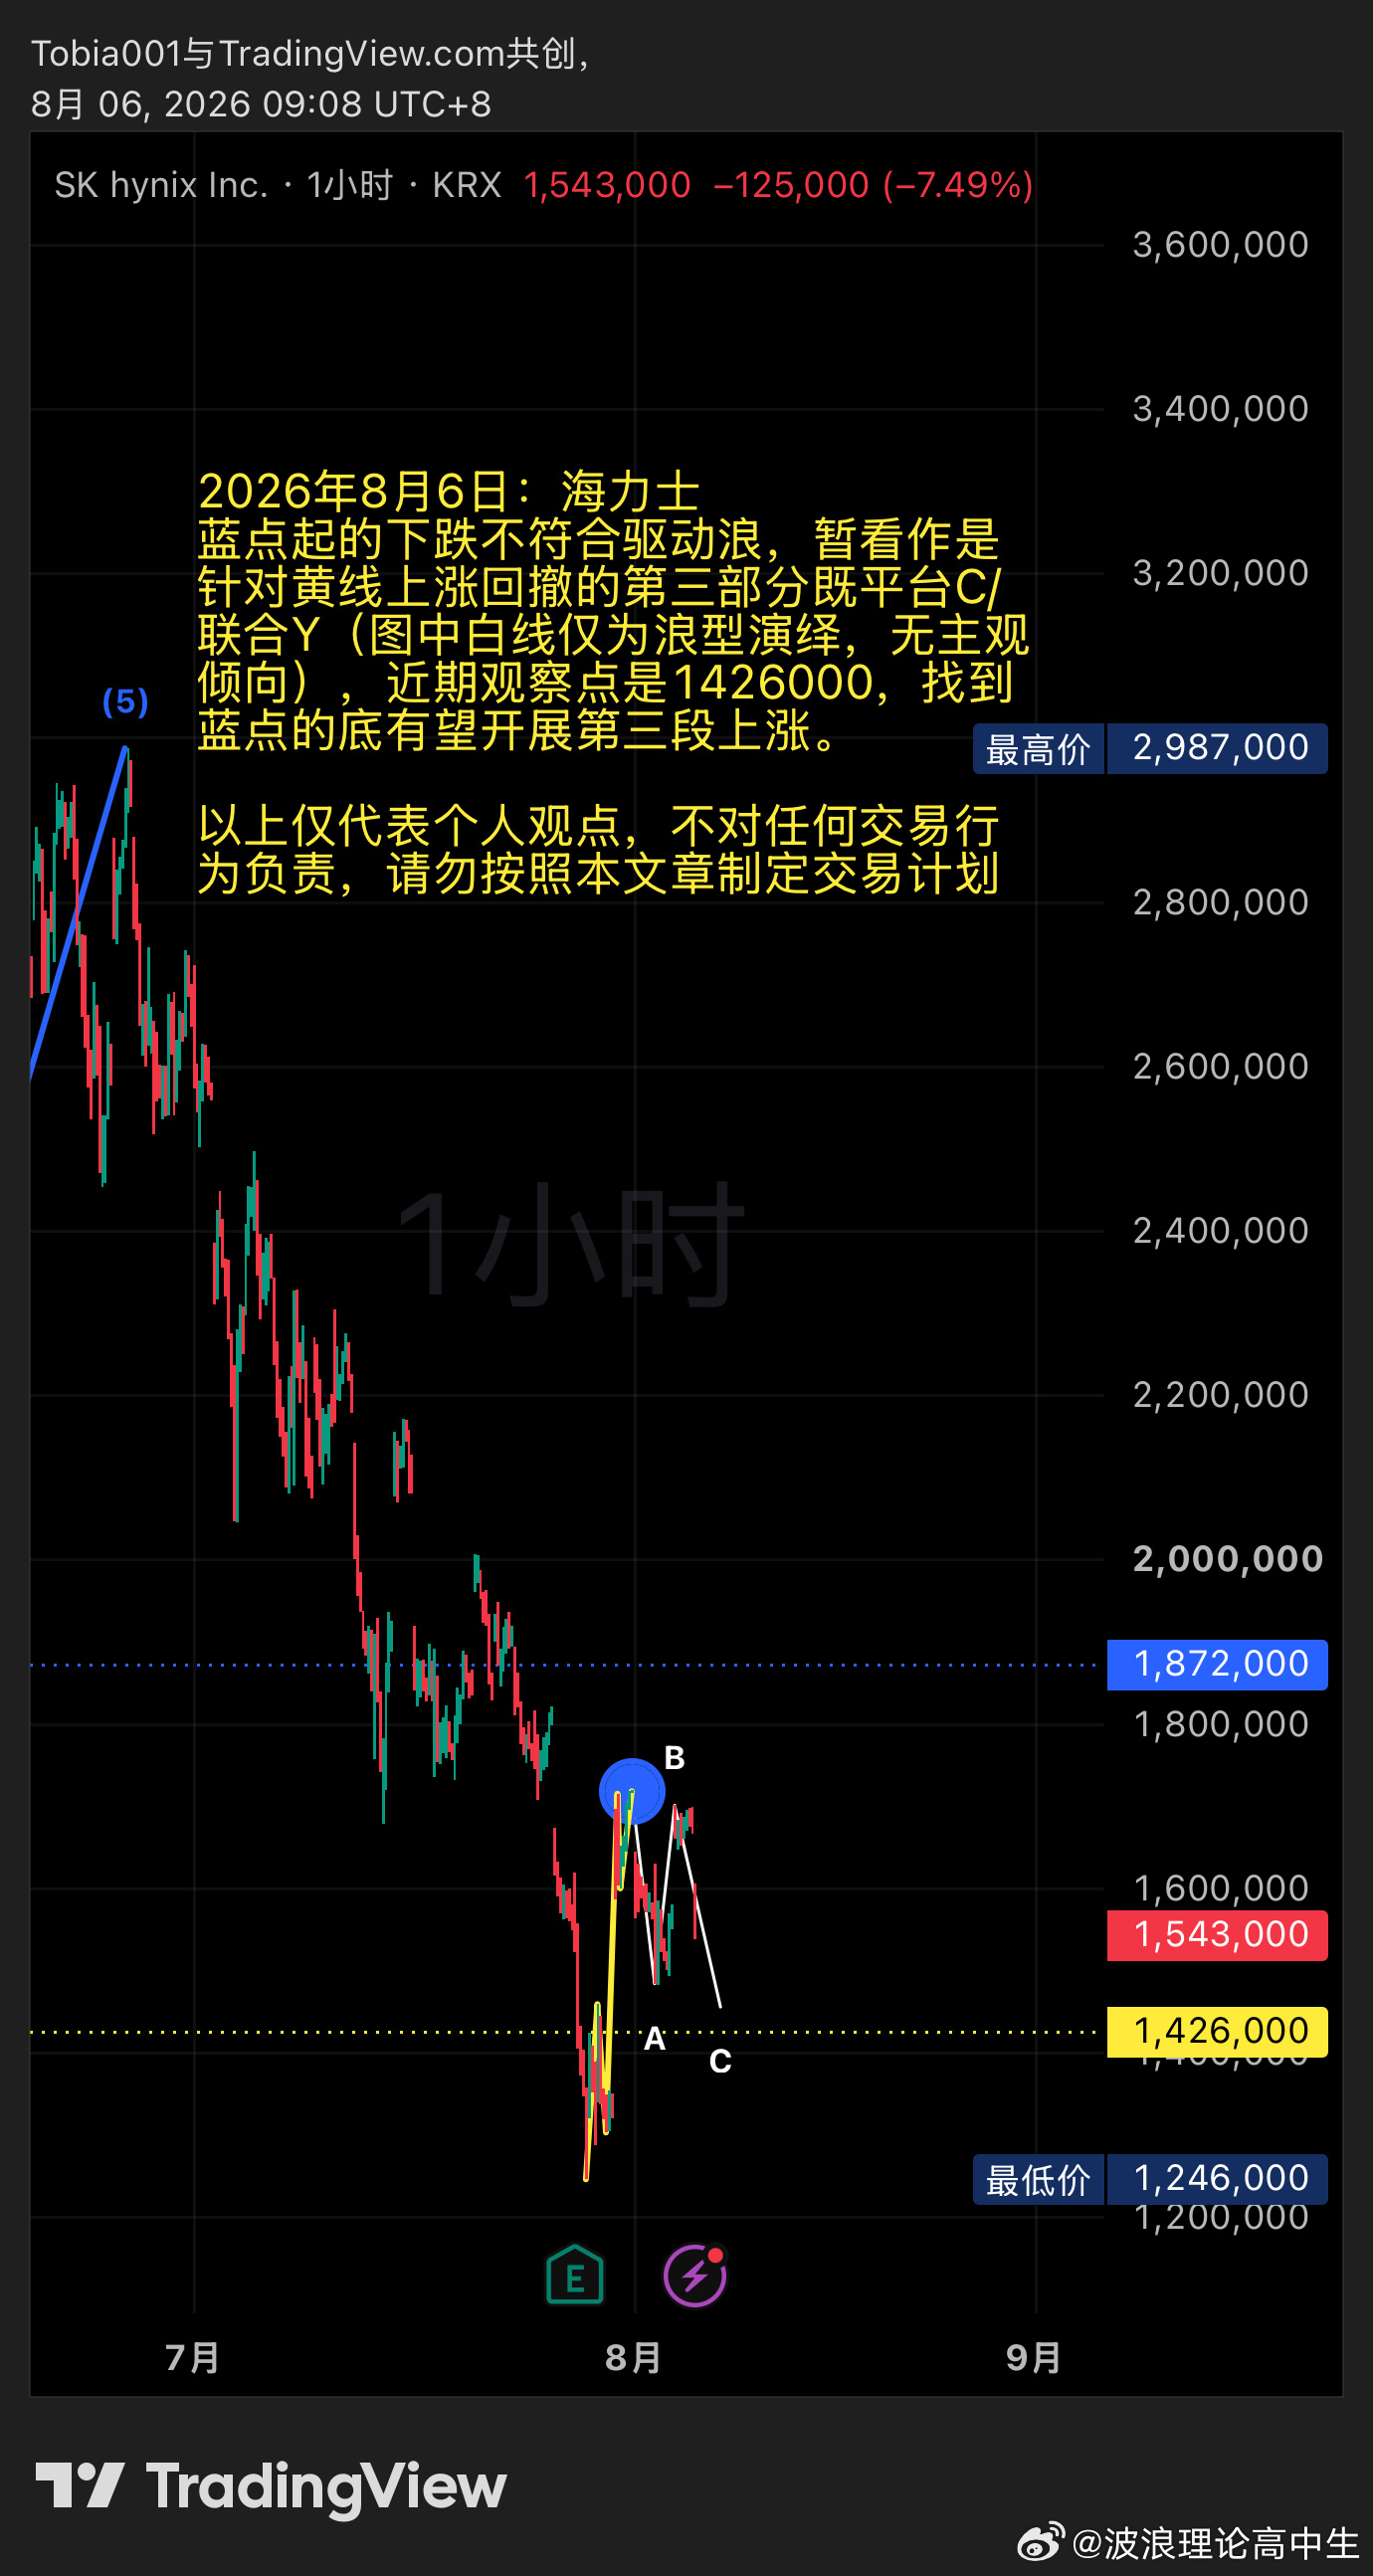 Tobia001与TradingView.com共创，
8月 06, 2026 09:08 UTC+8
SK hynix Inc. · 1小时 · KRX 1,543,000 −125,000 (−7.49%)
3,600,000
3,400,000
2026年8月6日：海力士
蓝点起的下跌不符合驱动浪，暂看作是
针对黄线上涨回撤的第三部分既平台C/
联合Y（图中白线仅为浪型演绎，无主观
倾向），近期观察点是1426000，找到
蓝点的底有望开展第三段上涨。
以上仅代表个人观点，不对任何交易行
为负责，请勿按照本文章制定交易计划
3,200,000
(5)
最高价 2,987,000
2,800,000
2,600,000
1小时
2,400,000
2,200,000
2,000,000
1,872,000
1,800,000
B
1,600,000
1,543,000
1,426,000
1,400,000
A
C
最低价 1,246,000
1,200,000
E
7月 8月 9月
TradingView
@波浪理论高中生